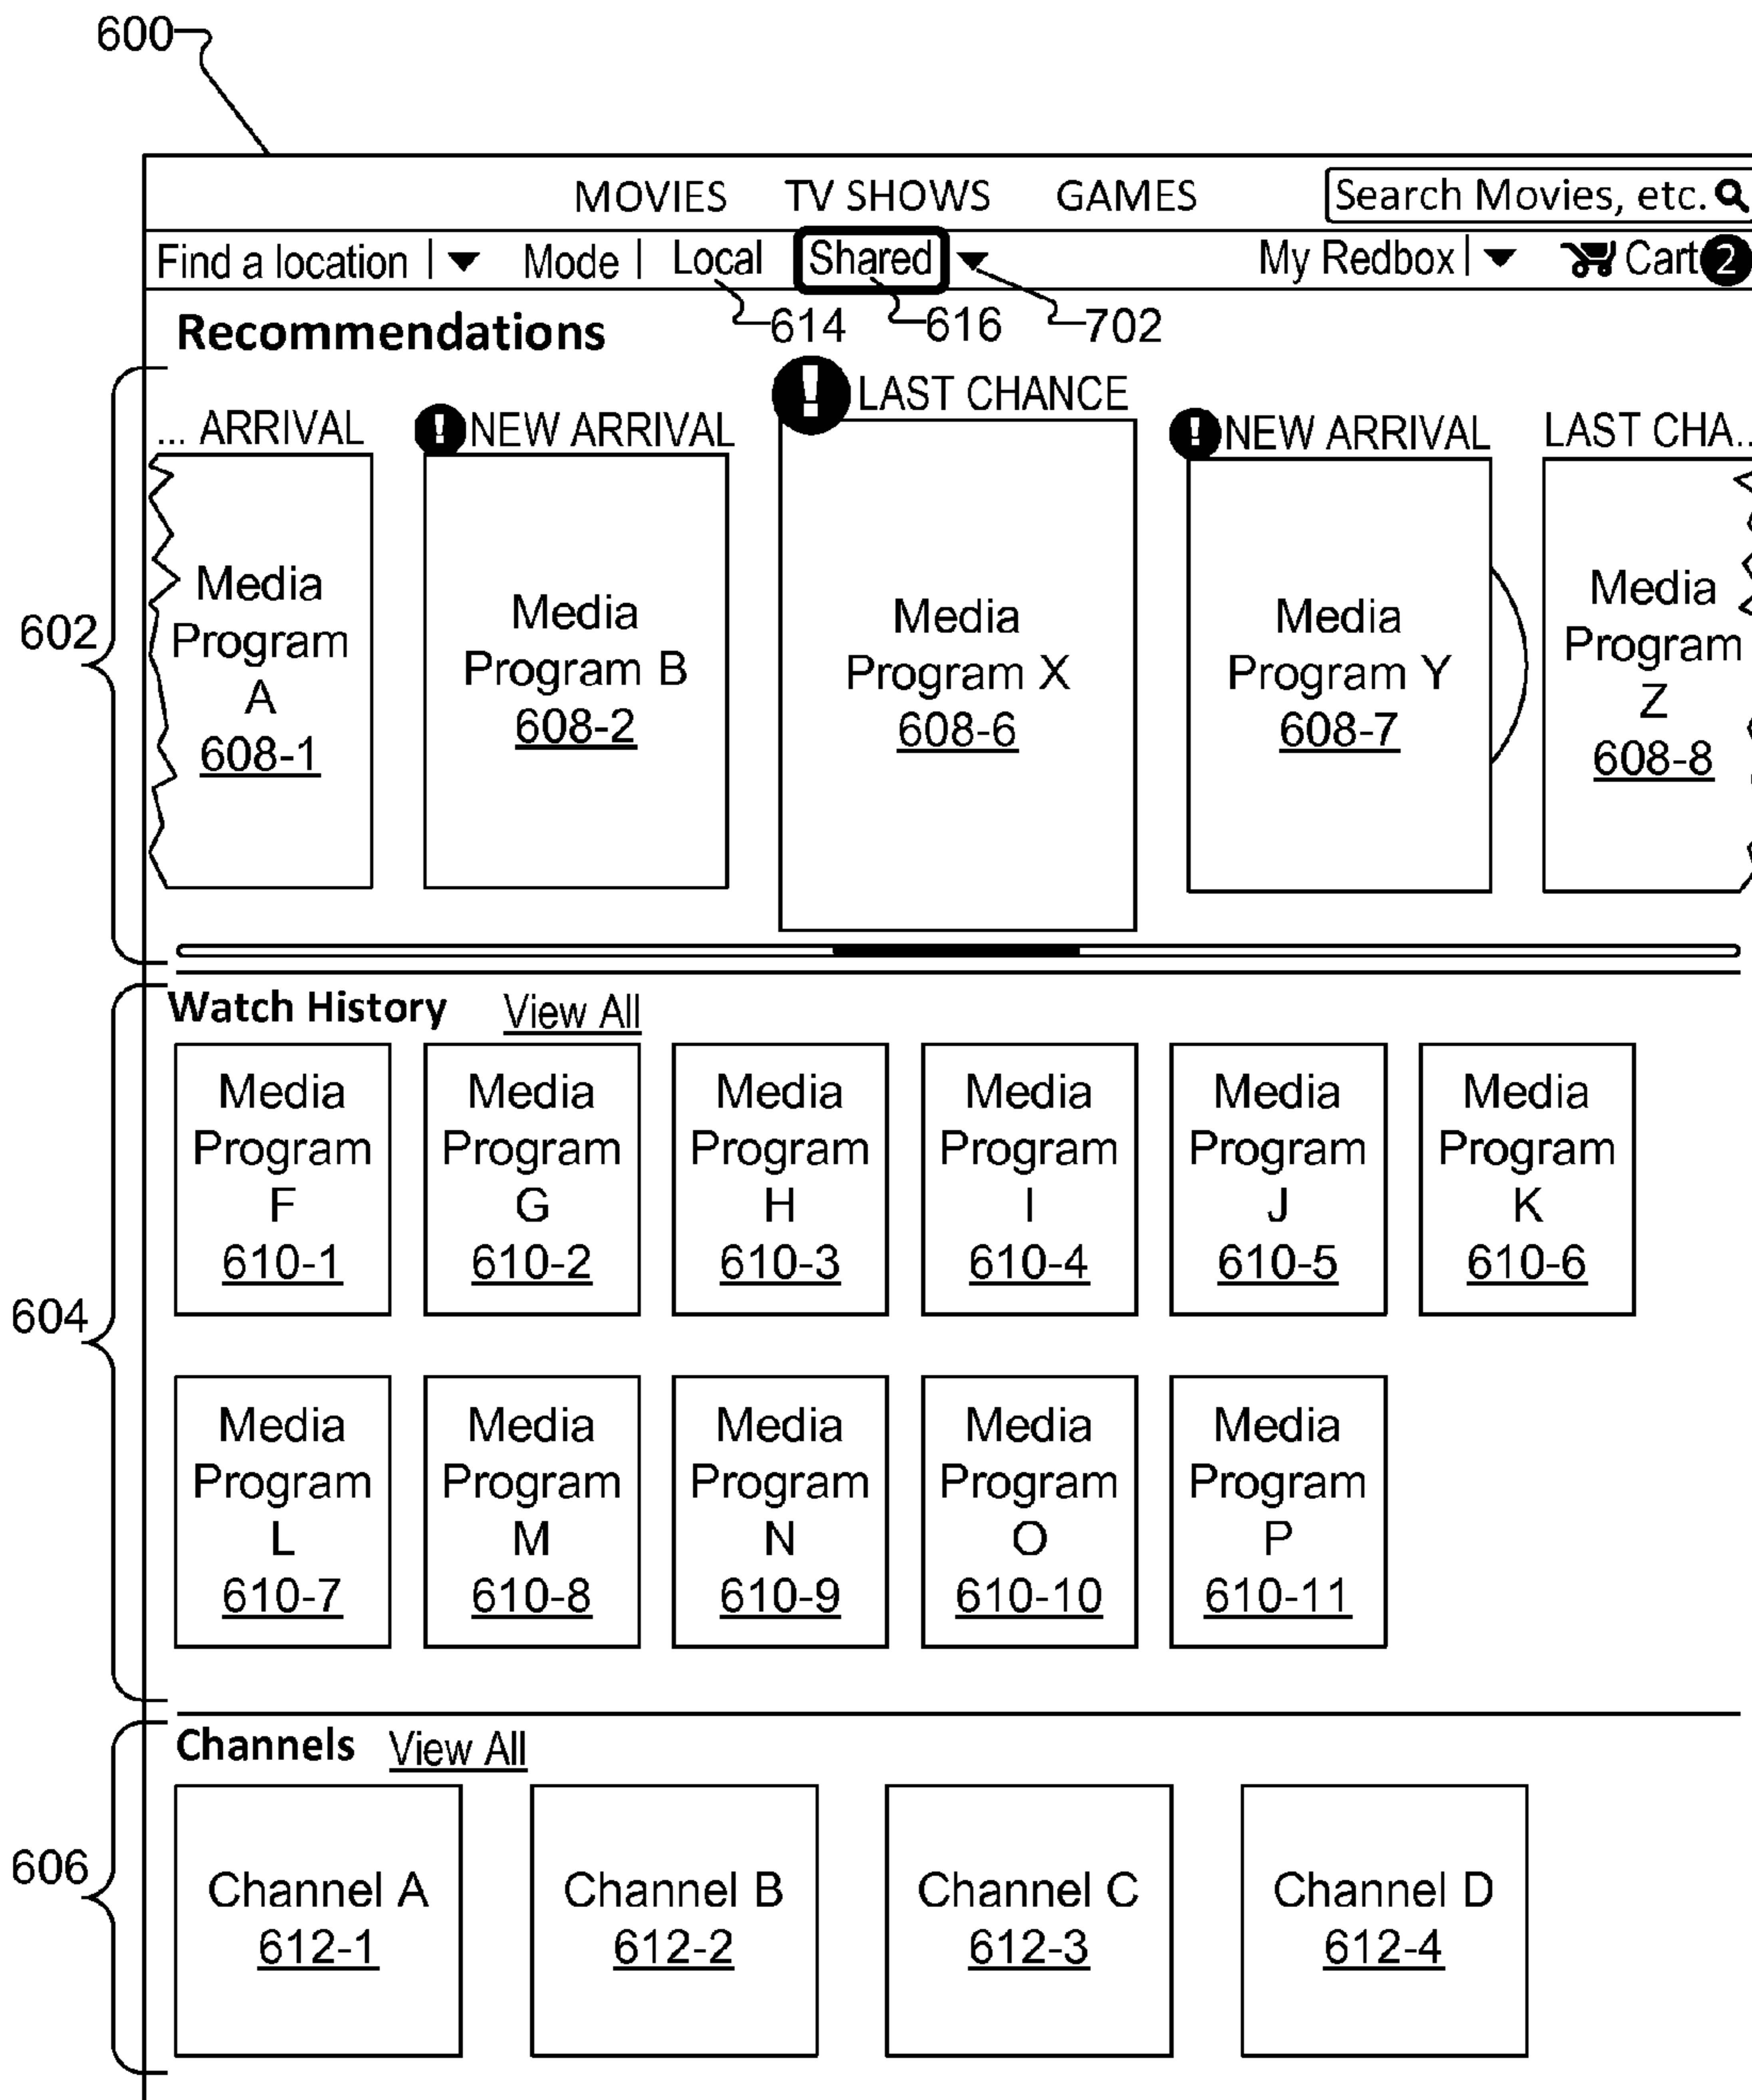 600
MOVIES TV SHOWS GAMES Search Movies, etc.
Find a location | Mode | Local Shared My Redbox | Cart 2
614 616 702
Recommendations
! LAST CHANCE
... ARRIVAL ! NEW ARRIVAL ! NEW ARRIVAL LAST CHA...
602
Media
Program
A
608-1
Media
Program B
608-2
Media
Program X
608-6
Media
Program Y
608-7
Media
Program
Z
608-8
604
Watch History View All
Media
Program
F
610-1
Media
Program
G
610-2
Media
Program
H
610-3
Media
Program
I
610-4
Media
Program
J
610-5
Media
Program
K
610-6
Media
Program
L
610-7
Media
Program
M
610-8
Media
Program
N
610-9
Media
Program
O
610-10
Media
Program
P
610-11
606
Channels View All
Channel A
612-1
Channel B
612-2
Channel C
612-3
Channel D
612-4